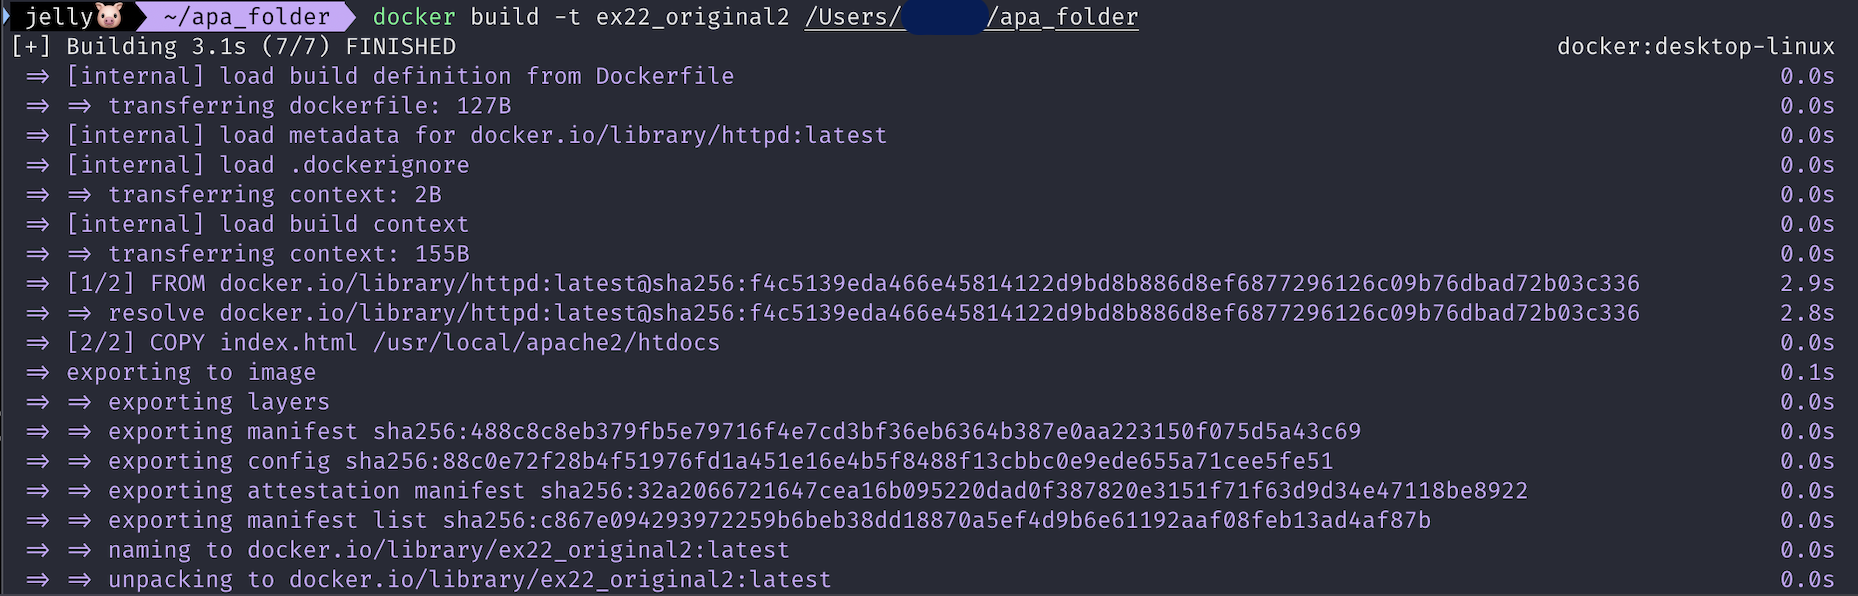 jelly🐷 ~/apa_folder docker build -t ex22_original2 /Users/ /apa_folder
[+] Building 3.1s (7/7) FINISHED docker:desktop-linux
=> [internal] load build definition from Dockerfile 0.0s
=> => transferring dockerfile: 127B 0.0s
=> [internal] load metadata for docker.io/library/httpd:latest 0.0s
=> [internal] load .dockerignore 0.0s
=> => transferring context: 2B 0.0s
=> [internal] load build context 0.0s
=> => transferring context: 155B 0.0s
=> [1/2] FROM docker.io/library/httpd:latest@sha256:f4c5139eda466e45814122d9bd8b886d8ef6877296126c09b76dbad72b03c336 2.9s
=> => resolve docker.io/library/httpd:latest@sha256:f4c5139eda466e45814122d9bd8b886d8ef6877296126c09b76dbad72b03c336 2.8s
=> [2/2] COPY index.html /usr/local/apache2/htdocs 0.0s
=> exporting to image 0.1s
=> => exporting layers 0.0s
=> => exporting manifest sha256:488c8c8eb379fb5e79716f4e7cd3bf36eb6364b387e0aa223150f075d5a43c69 0.0s
=> => exporting config sha256:88c0e72f28b4f51976fd1a451e16e4b5f8488f13cbbc0e9ede655a71cee5fe51 0.0s
=> => exporting attestation manifest sha256:32a2066721647cea16b095220dad0f387820e3151f71f63d9d34e47118be8922 0.0s
=> => exporting manifest list sha256:c867e094293972259b6beb38dd18870a5ef4d9b6e61192aaf08feb13ad4af87b 0.0s
=> => naming to docker.io/library/ex22_original2:latest 0.0s
=> => unpacking to docker.io/library/ex22_original2:latest 0.0s